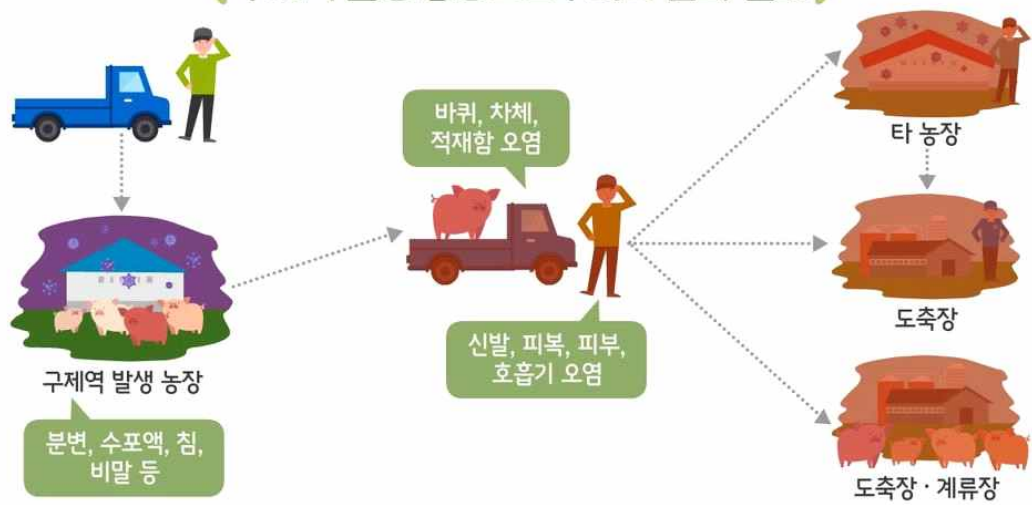 바퀴, 차체,
적재함 오염
타 농장
도축장
신발, 피복, 피부,
호흡기 오염
구제역 발생 농장
분변, 수포액, 침,
비말 등
도축장 · 계류장